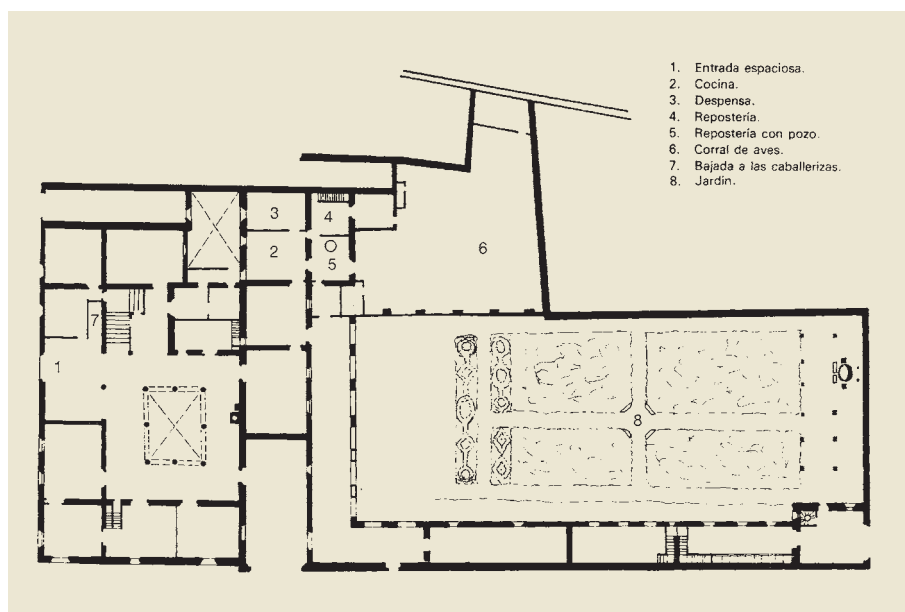 1. Entrada espaciosa.
2. Cocina.
3. Despensa.
4. Repostería.
5. Repostería con pozo.
6. Corral de aves.
7. Bajada a las caballerizas.
8. Jardín.
3
4
2
5
6
7
1
8